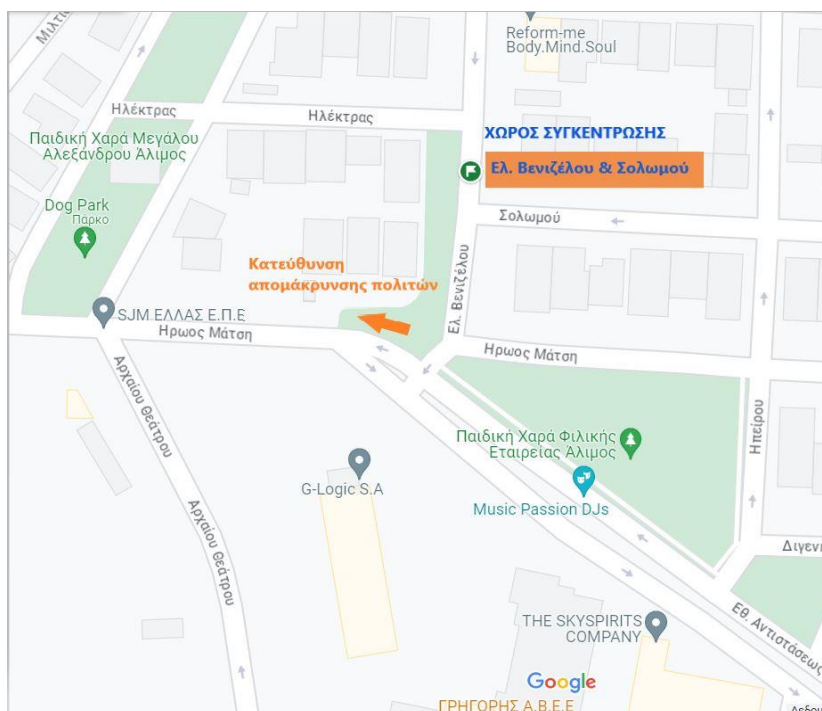 Μιλτι
Reform-me
Body.Mind.Soul
Ηλέκτρας
Ηλέκτρας
ΧΩΡΟΣ ΣΥΓΚΕΝΤΡΩΣΗΣ
Παιδική Χαρά Μεγάλου
Αλεξάνδρου Άλιμος
Ελ. Βενιζέλου & Σολωμού
Dog Park
Πάρκο
Σολωμού
Κατεύθυνση
απομάκρυνσης πολιτών
Ελ. Βενιζέλου
SJM ΕΛΛΑΣ Ε.Π.Ε
Ηρωος Μάτση
Ηρωος Μάτση
Αρχαίου Θεάτρου
Ηπείρου
Παιδική Χαρά Φιλικής
Εταιρείας Άλιμος
G-Logic S.A
Music Passion DJs
Αρχαίου Θεάτρου
Διγεν
Εθ. Αντιστάσεως
THE SKYSPIRITS
COMPANY
Google
ΓΡΗΓΟΡΗΣ Α.Β.Ε.Ε